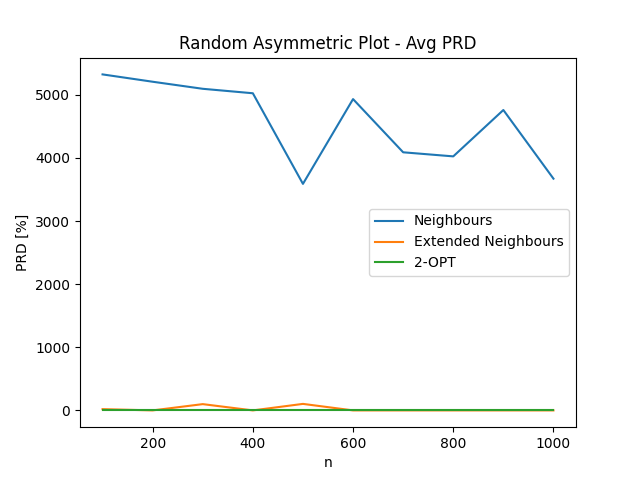 Random Asymmetric Plot - Avg PRD
PRD [%]
5000
4000
3000
2000
1000
0
Neighbours
Extended Neighbours
2-OPT
200
400
600
800
1000
n